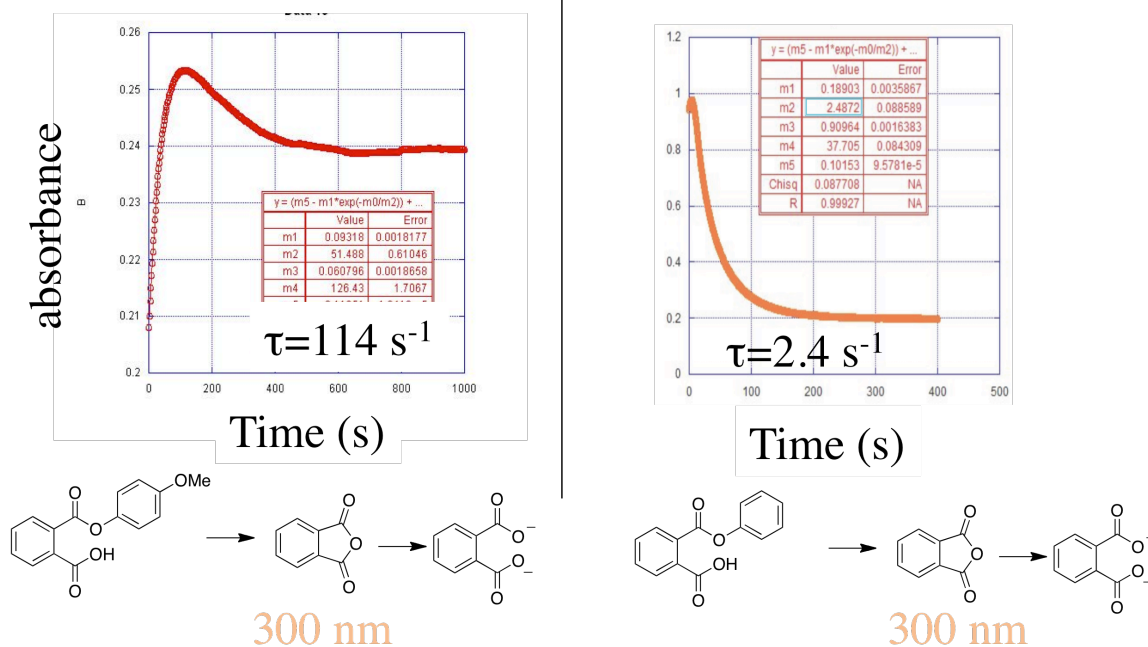 0.26
0.25
0.24
0.23
0.22
0.21
0.2
0 200 400 600 800 1000
absorbance
B
y = (m5 - m1*exp(-m0/m2)) + ...
Value Error
m1 0.09318 0.0018177
m2 51.488 0.61046
m3 0.060796 0.0018658
m4 126.43 1.7067
τ=114 s-1
Time (s)
1.2
1
0.8
0.6
0.4
0.2
0
0 100 200 300 400 500
y = (m5 - m1*exp(-m0/m2)) + ...
Value Error
m1 0.18903 0.0035867
m2 2.4872 0.088589
m3 0.90964 0.0016383
m4 37.705 0.084309
m5 0.10153 9.5781e-5
Chisq 0.087708 NA
R 0.99927 NA
τ=2.4 s-1
Time (s)
O
O
OMe
OH
O
O
O
O
O
O−
O−
O
300 nm
O
O
OH
O
O
O
O
O
O−
O−
O
300 nm